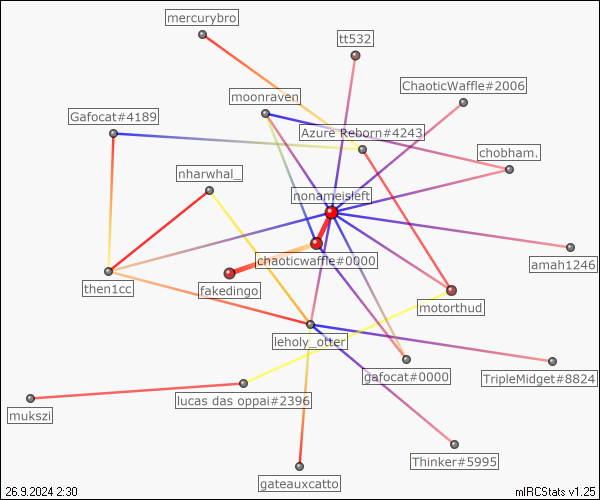 mercurybro
tt532
ChaoticWaffle#2006
moonraven
Gafocat#4189
Azure Reborn#4243
chobham.
nharwhal_
nonameisleft
chaoticwaffle#0000
amah1246
then1cc
fakedingo
motorthud
leholy_otter
gafocat#0000
TripleMidget#8824
lucas das oppai#2396
mukszi
Thinker#5995
gateauxcatto
26.9.2024 2:30
mIRCStats v1.25